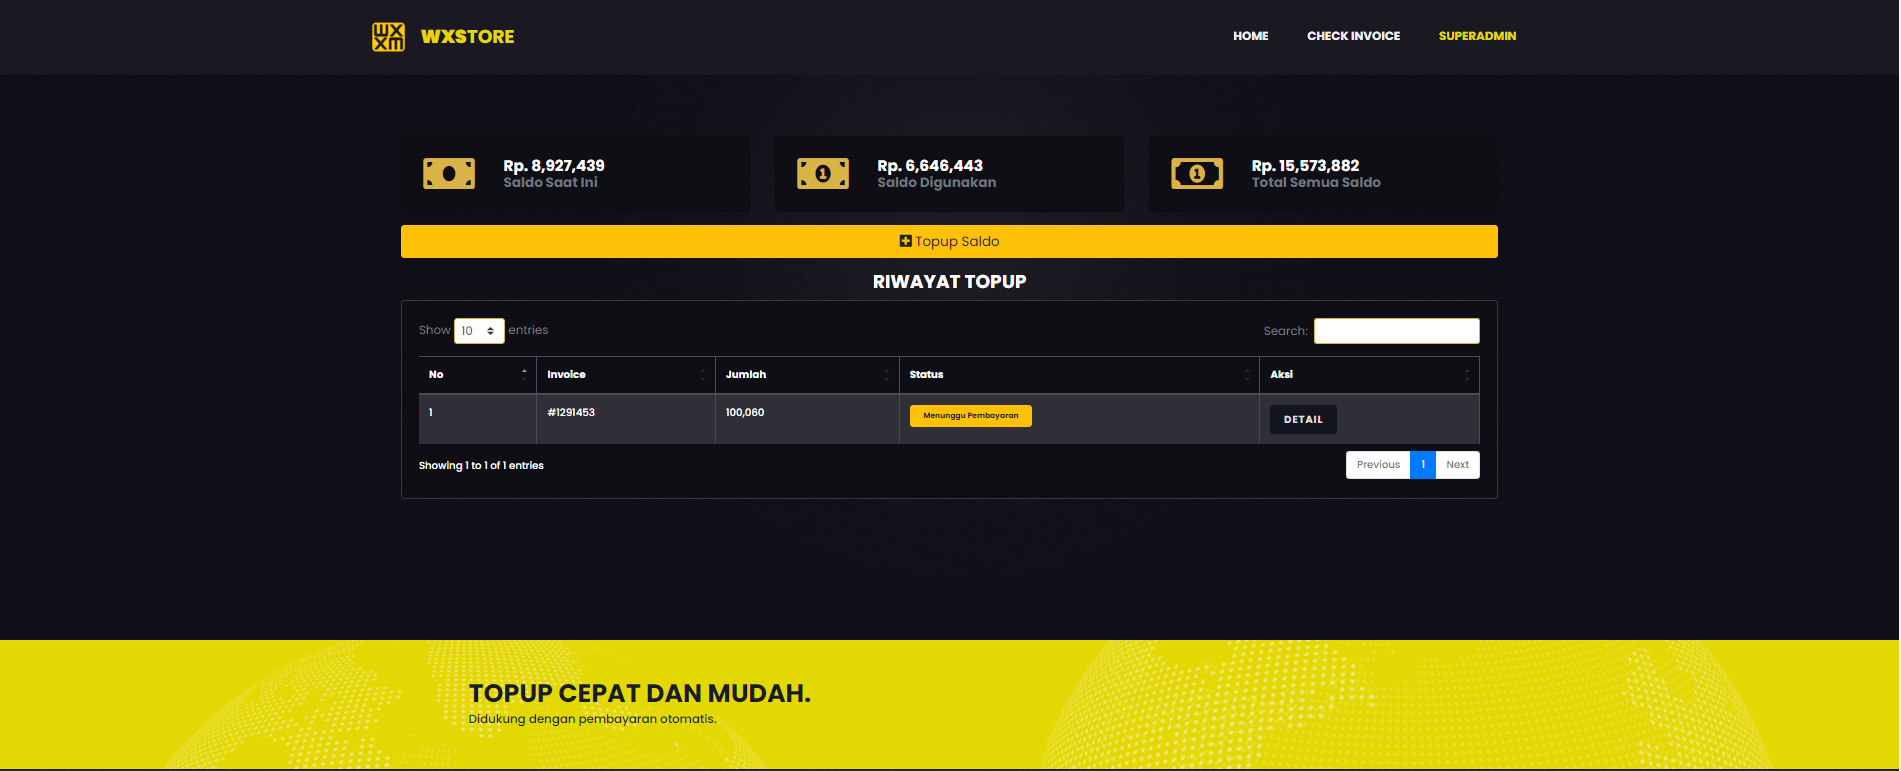 WX
XM
WXSTORE
HOME
CHECK INVOICE
SUPERADMIN
Rp. 8,927,439
Saldo Saat Ini
1
Rp. 6,646,443
Saldo Digunakan
1
Rp. 15,573,882
Total Semua Saldo
Topup Saldo
RIWAYAT TOPUP
Show 10 entries
Search:
No Invoice Jumlah Status Aksi
1 #1291453 100,060 Menunggu Pembayaran DETAIL
Showing 1 to 1 of 1 entries
Previous 1 Next
TOPUP CEPAT DAN MUDAH.
Didukung dengan pembayaran otomatis.